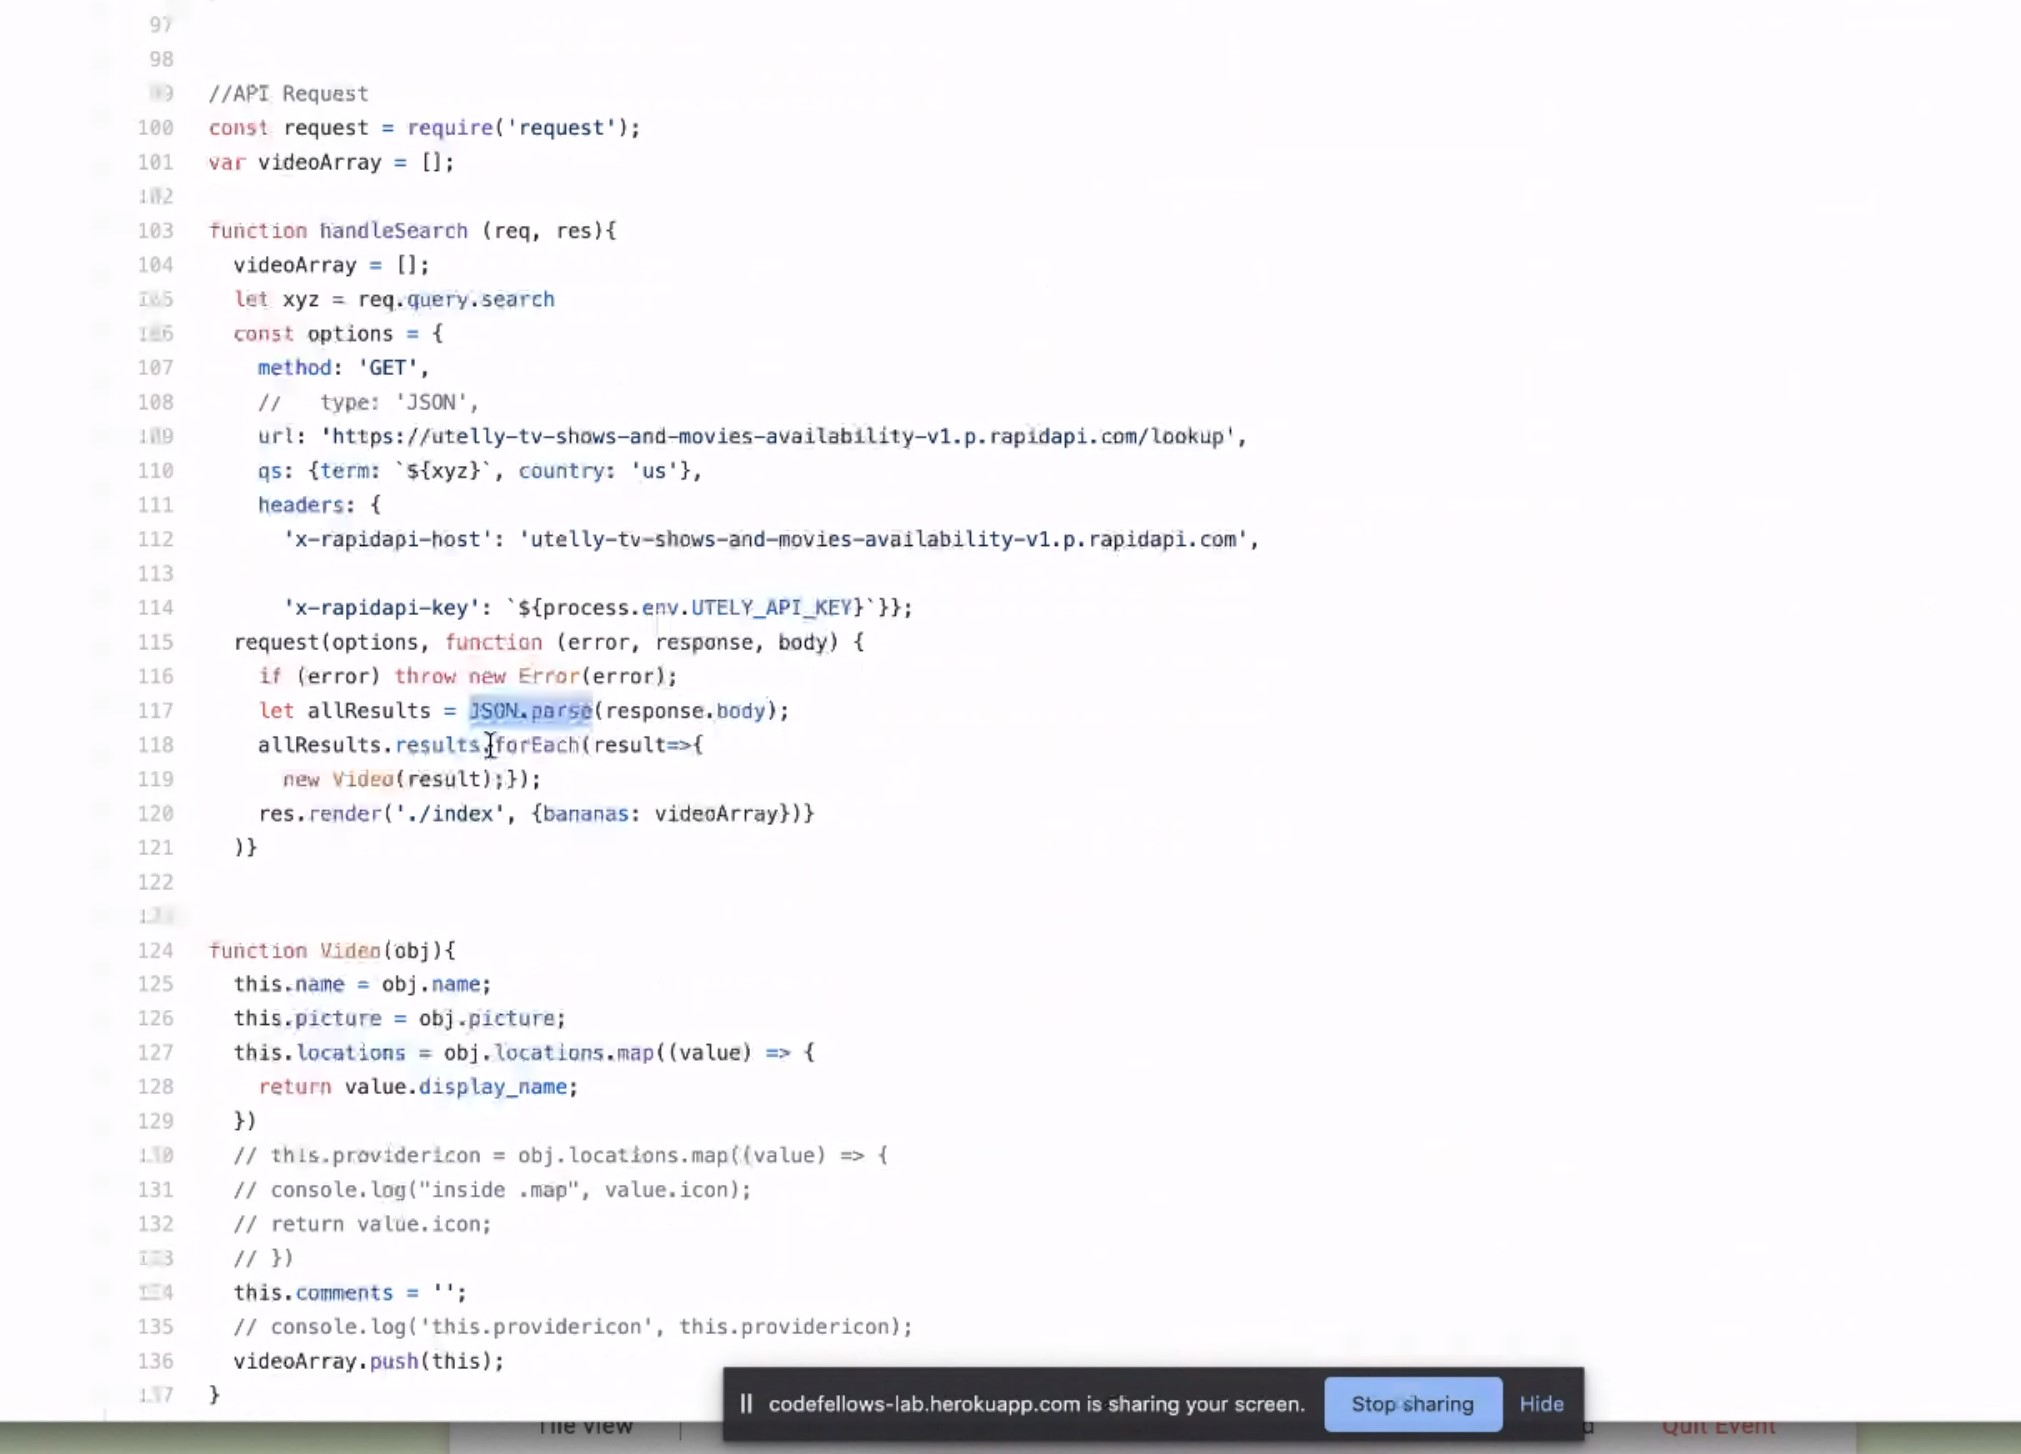 97
98
99 //API Request
100 const request = require('request');
101 var videoArray = [];
102
103 function handleSearch (req, res){
104   videoArray = [];
105   let xyz = req.query.search
106   const options = {
107     method: 'GET',
108     //   type: 'JSON',
109     url: 'https://utelly-tv-shows-and-movies-availability-v1.p.rapidapi.com/lookup',
110     qs: {term: `${xyz}`, country: 'us'},
111     headers: {
112       'x-rapidapi-host': 'utelly-tv-shows-and-movies-availability-v1.p.rapidapi.com',
113
114       'x-rapidapi-key': `${process.env.UTELY_API_KEY}`}};
115   request(options, function (error, response, body) {
116     if (error) throw new Error(error);
117     let allResults = JSON.parse(response.body);
118     allResults.results.forEach(result=>{
119       new Video(result);});
120     res.render('./index', {bananas: videoArray})}
121   )}
122
123
124 function Video(obj){
125   this.name = obj.name;
126   this.picture = obj.picture;
127   this.locations = obj.locations.map((value) => {
128     return value.display_name;
129   })
130   // this.providericon = obj.locations.map((value) => {
131   // console.log("inside .map", value.icon);
132   // return value.icon;
133   // })
134   this.comments = '';
135   // console.log('this.providericon', this.providericon);
136   videoArray.push(this);
137 }
codefellows-lab.herokuapp.com is sharing your screen. Stop sharing Hide
Tile View Quit Event